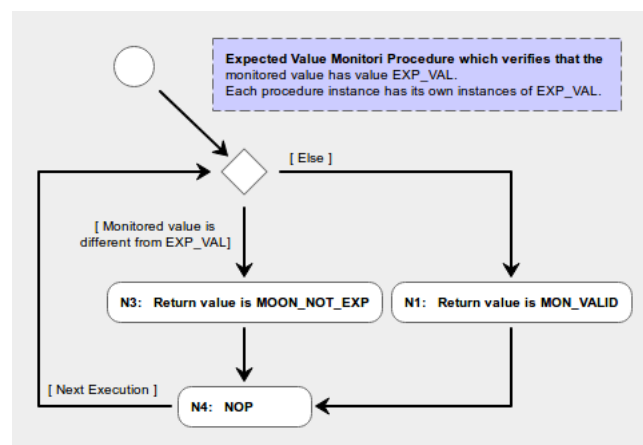 Expected Value Monitori Procedure which verifies that the
monitored value has value EXP_VAL.
Each procedure instance has its own instances of EXP_VAL.
[ Else ]
[ Monitored value is
different from EXP_VAL]
N3: Return value is MOON_NOT_EXP
N1: Return value is MON_VALID
[ Next Execution ]
N4: NOP